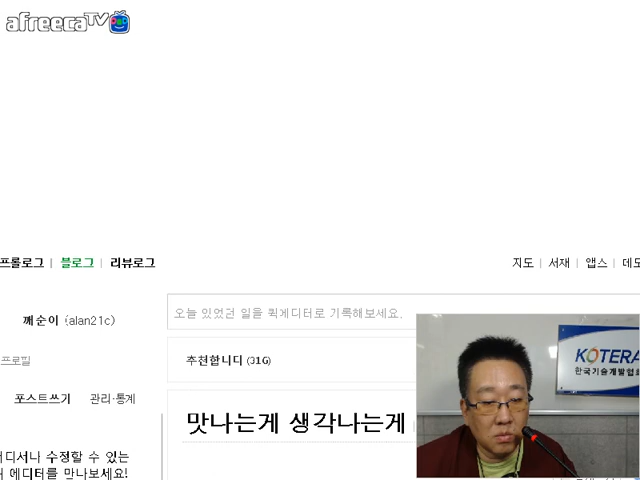 afreecaTV
프롤로그 | 블로그 | 리뷰로그
지도 | 서재 | 앱스 | 데모
깨순이 (alan21c)
오늘 있었던 일을 퀵에디터로 기록해보세요.
프로필
추천합니디 (31G)
포스트쓰기 관리·통계
맛나는게 생각나는게
어디서나 수정할 수 있는
에디터를 만나보세요!
KOTERA
한국기술개발협회